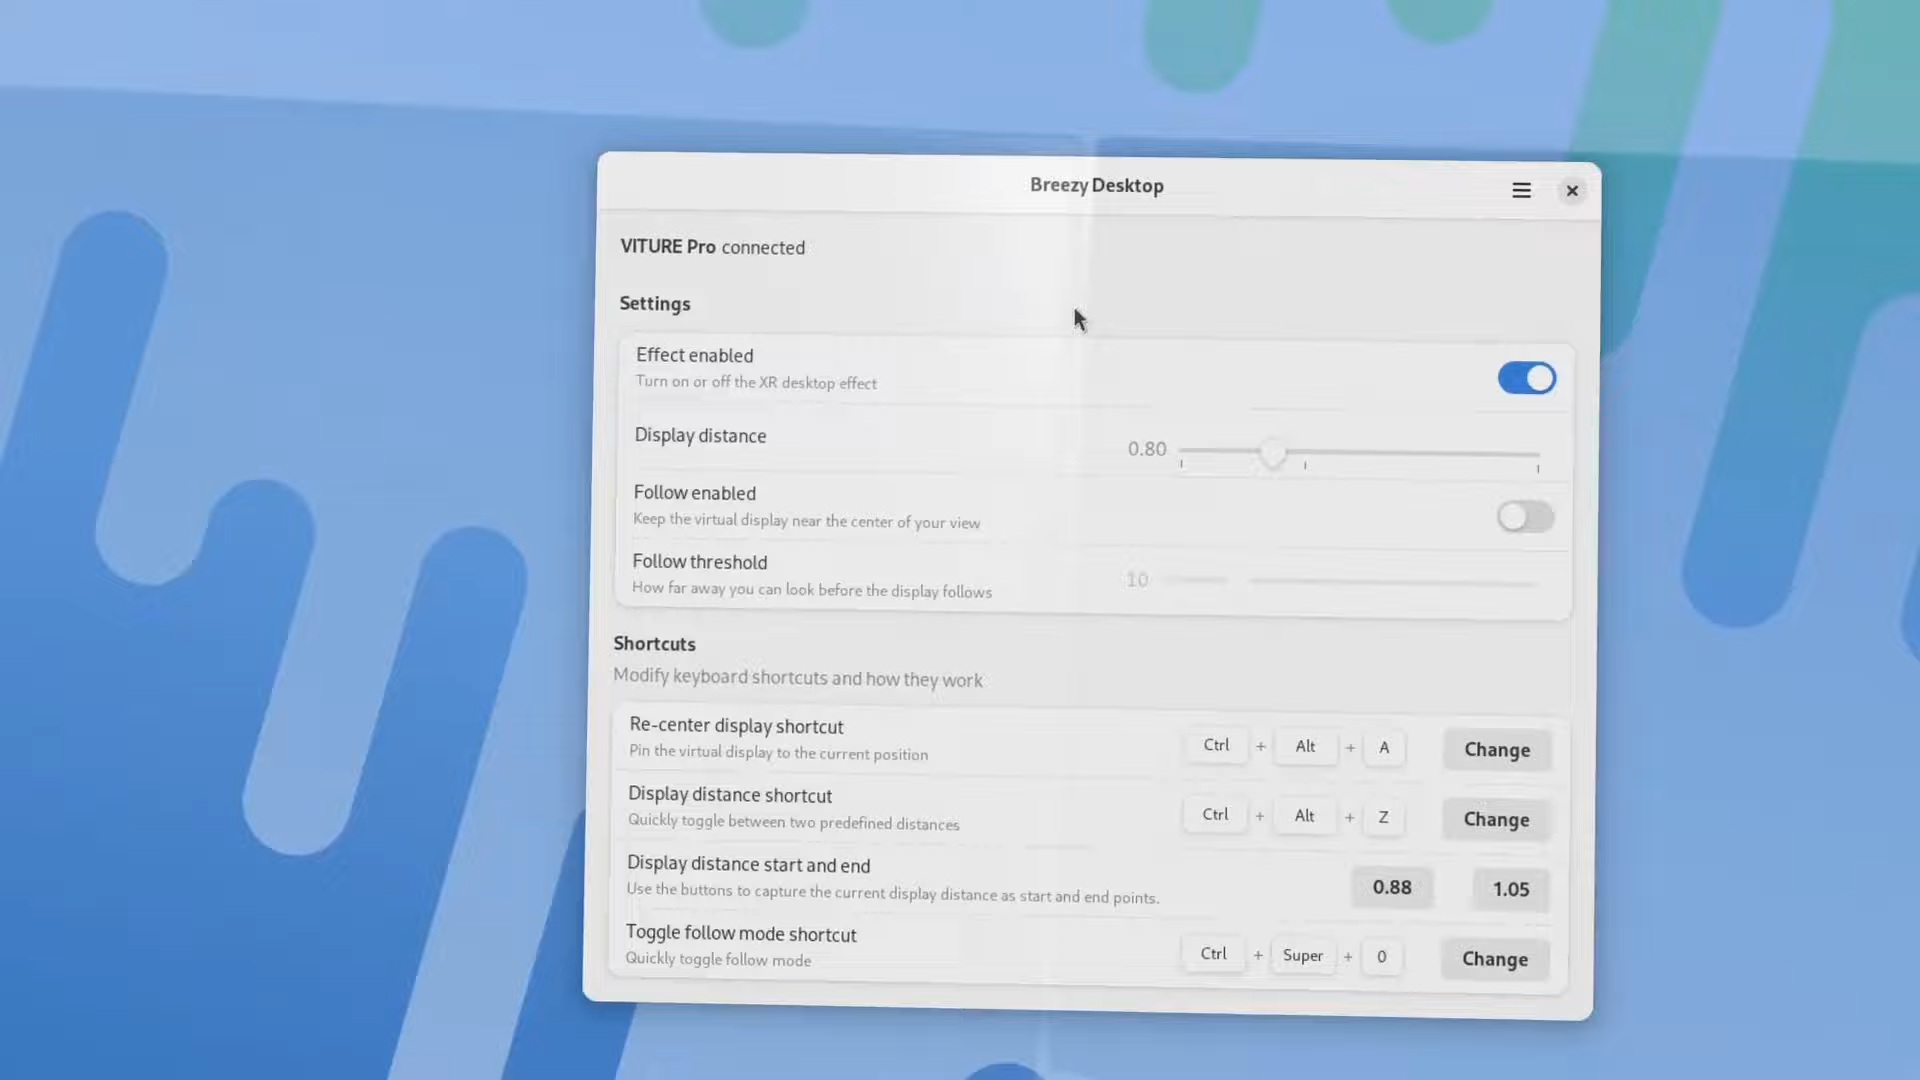 Breezy Desktop
VITURE Pro connected
Settings
Effect enabled
Turn on or off the XR desktop effect
Display distance
0.80
Follow enabled
Keep the virtual display near the center of your view
Follow threshold
How far away you can look before the display follows
10
Shortcuts
Modify keyboard shortcuts and how they work
Re-center display shortcut
Pin the virtual display to the current position
Ctrl + Alt + A
Change
Display distance shortcut
Quickly toggle between two predefined distances
Ctrl + Alt + Z
Change
Display distance start and end
Use the buttons to capture the current display distance as start and end points.
0.88
1.05
Toggle follow mode shortcut
Quickly toggle follow mode
Ctrl + Super + 0
Change